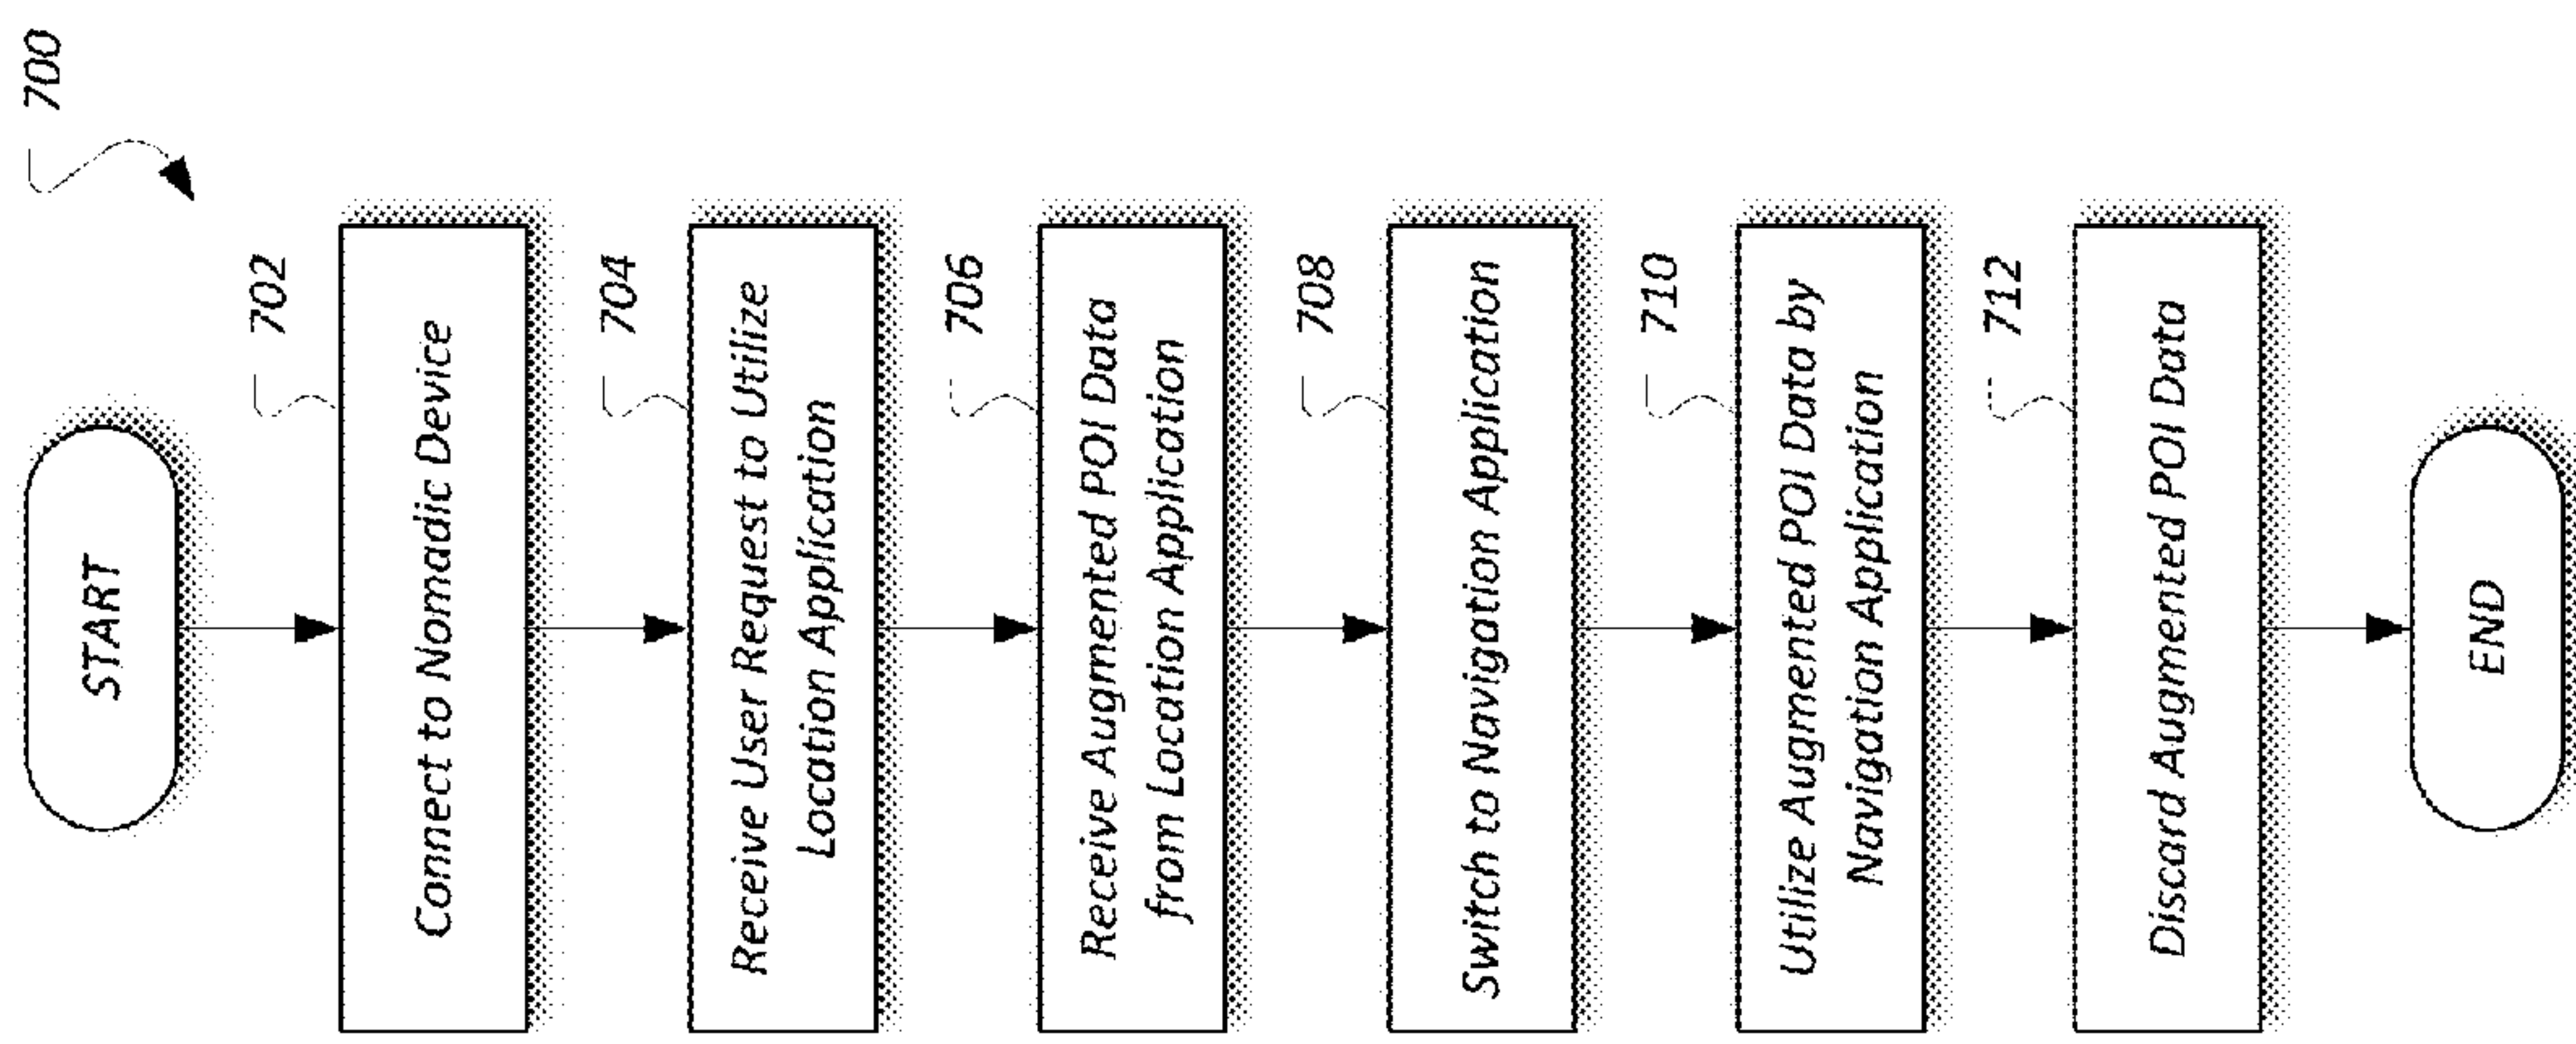 700
START
702
Connect to Nomadic Device
704
Receive User Request to Utilize
Location Application
706
Receive Augmented POI Data
from Location Application
708
Switch to Navigation Application
710
Utilize Augmented POI Data by
Navigation Application
712
Discard Augmented POI Data
END